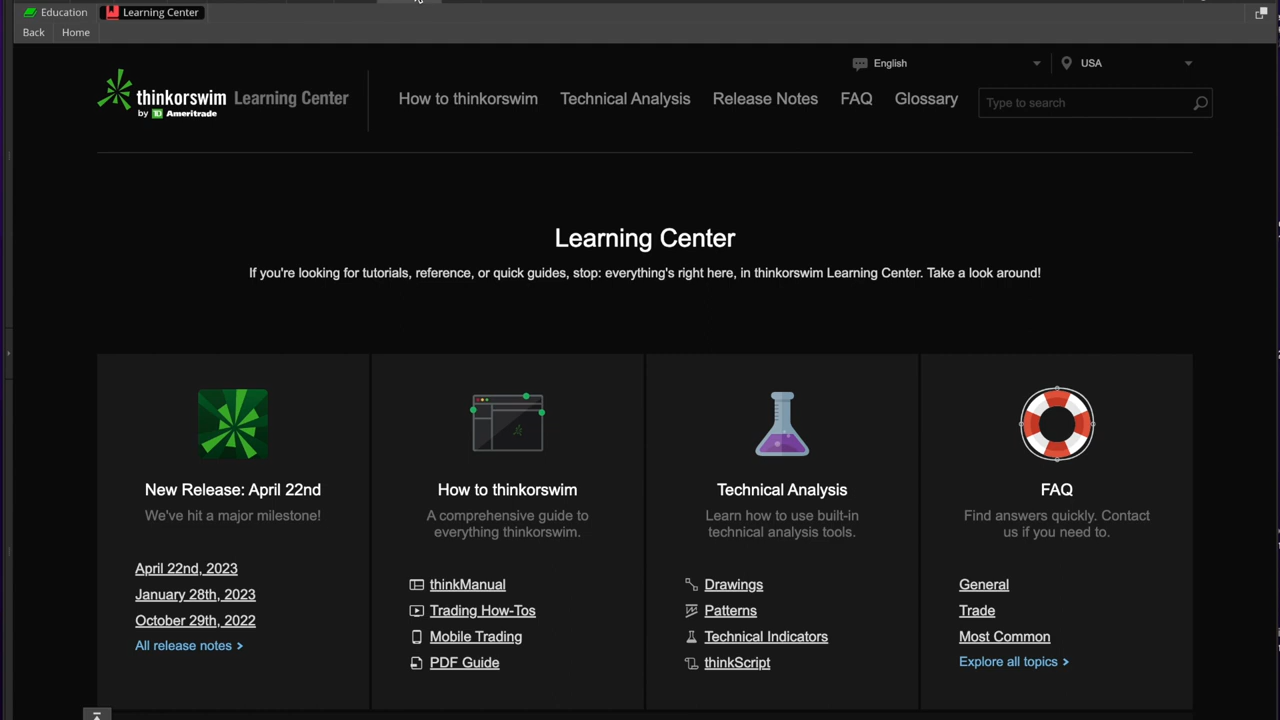 Education
Learning Center
Back
Home
English
USA
thinkorswim Learning Center
by TD Ameritrade
How to thinkorswim
Technical Analysis
Release Notes
FAQ
Glossary
Type to search
Learning Center
If you're looking for tutorials, reference, or quick guides, stop: everything's right here, in thinkorswim Learning Center. Take a look around!
New Release: April 22nd
We've hit a major milestone!
April 22nd, 2023
January 28th, 2023
October 29th, 2022
All release notes >
How to thinkorswim
A comprehensive guide to
everything thinkorswim.
thinkManual
Trading How-Tos
Mobile Trading
PDF Guide
Technical Analysis
Learn how to use built-in
technical analysis tools.
Drawings
Patterns
Technical Indicators
thinkScript
FAQ
Find answers quickly. Contact
us if you need to.
General
Trade
Most Common
Explore all topics >